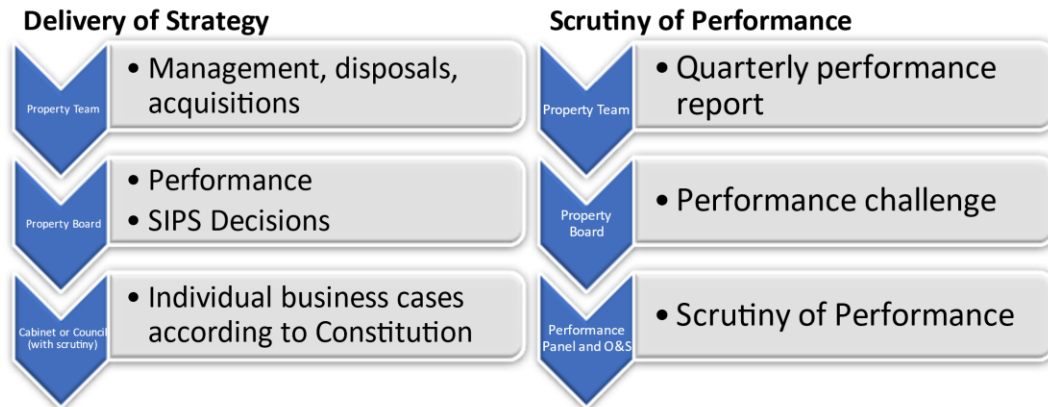 Delivery of Strategy
Property Team
• Management, disposals,
acquisitions
Property Board
• Performance
• SIPS Decisions
Cabinet or Council
(with scrutiny)
• Individual business cases
according to Constitution
Scrutiny of Performance
Property Team
• Quarterly performance
report
Property
Board
• Performance challenge
Performance
Panel and O&S
• Scrutiny of Performance